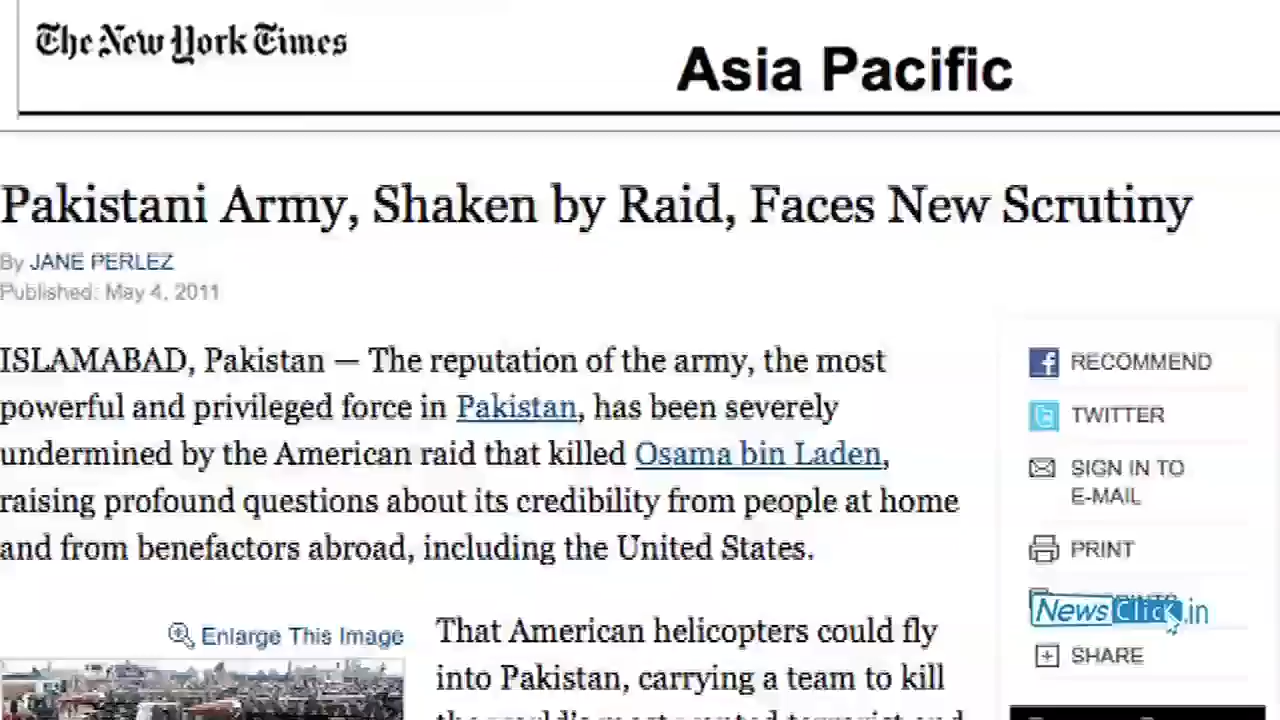 The New York Times
Asia Pacific
Pakistani Army, Shaken by Raid, Faces New Scrutiny
By JANE PERLEZ
Published: May 4, 2011
ISLAMABAD, Pakistan — The reputation of the army, the most
powerful and privileged force in Pakistan, has been severely
undermined by the American raid that killed Osama bin Laden,
raising profound questions about its credibility from people at home
and from benefactors abroad, including the United States.
Enlarge This Image
That American helicopters could fly
into Pakistan, carrying a team to kill
RECOMMEND
TWITTER
SIGN IN TO
E-MAIL
PRINT
NewsClick.in
SHARE